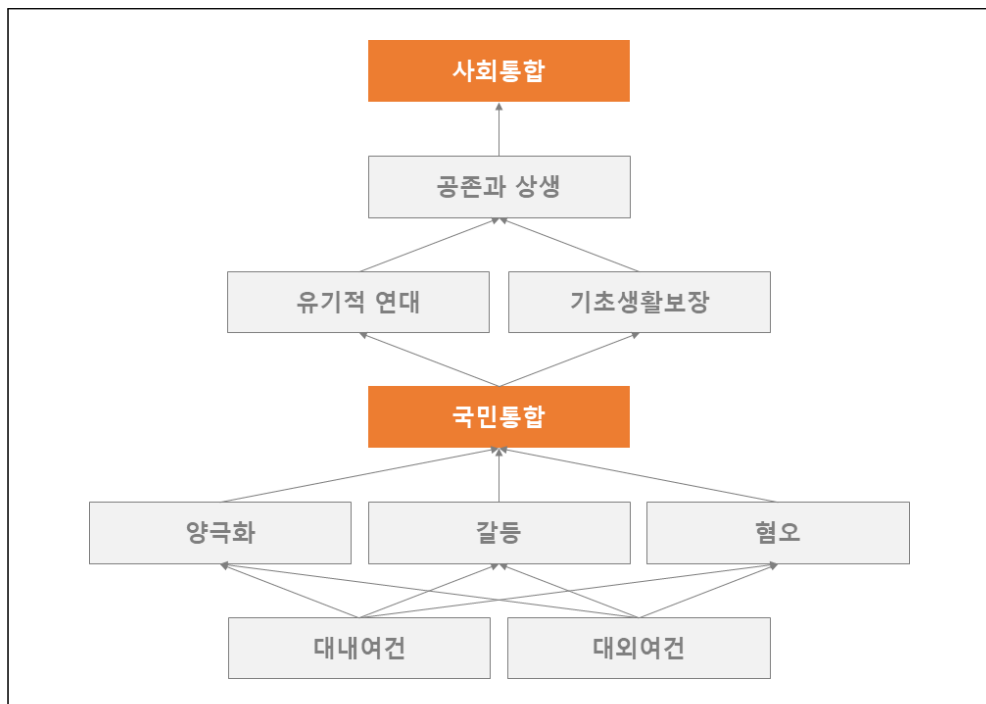 사회통합
공존과 상생
유기적 연대
기초생활보장
국민통합
양극화
갈등
혐오
대내여건
대외여건